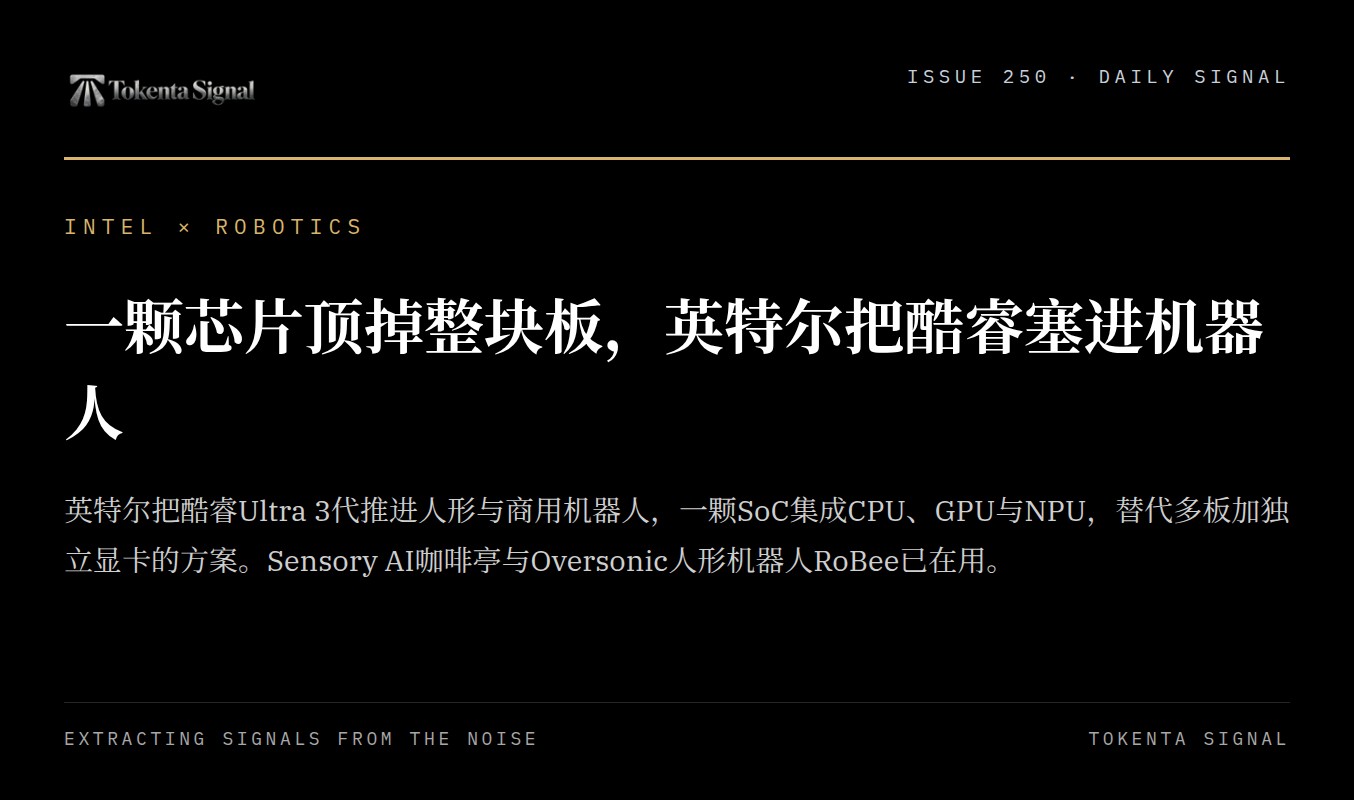 Tokenta Signal
ISSUE 250 · DAILY SIGNAL
INTEL × ROBOTICS
一颗芯片顶掉整块板，英特尔把酷睿塞进机器
人
英特尔把酷睿Ultra 3代推进人形与商用机器人，一颗SoC集成CPU、GPU与NPU，替代多板加独
立显卡的方案。Sensory AI咖啡亭与Oversonic人形机器人RoBee已在用。
EXTRACTING SIGNALS FROM THE NOISE
TOKENTA SIGNAL